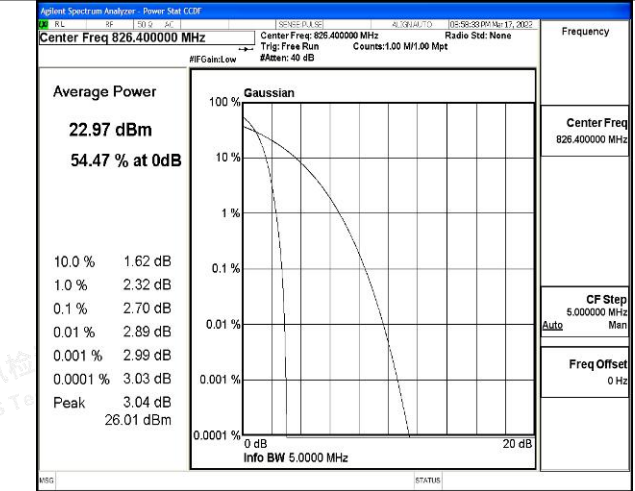 Agilent Spectrum Analyzer - Power Stat CCDF
RL RF 50 Ω AC SENSE:PULSE ALIGNAUTO 08:58:33 PM Mar 17, 2022
Center Freq 826.400000 MHz
Center Freq: 826.400000 MHz
Radio Std: None
Trig: Free Run Counts:1.00 M/1.00 Mpt
#IFGain:Low #Atten: 40 dB
Frequency
Average Power
22.97 dBm
54.47 % at 0dB
10.0 % 1.62 dB
1.0 % 2.32 dB
0.1 % 2.70 dB
0.01 % 2.89 dB
0.001 % 2.99 dB
0.0001 % 3.03 dB
Peak 3.04 dB
26.01 dBm
Gaussian
100 %
10 %
1 %
0.1 %
0.01 %
0.001 %
0.0001 %
0 dB 20 dB
Info BW 5.0000 MHz
Center Freq
826.400000 MHz
CF Step
5.000000 MHz
Auto Man
Freq Offset
0 Hz
MSG STATUS